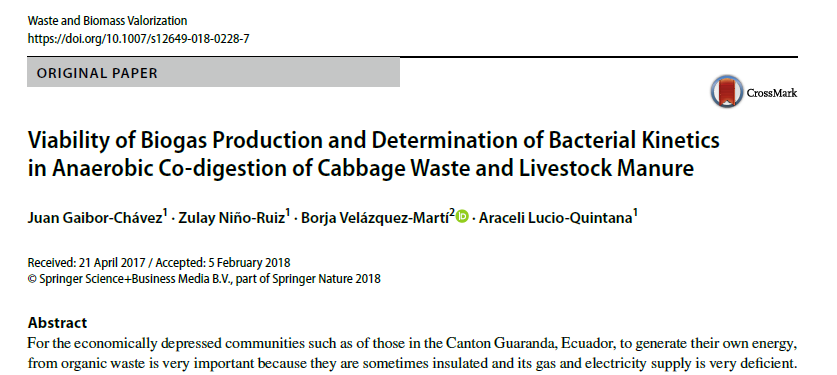 Waste and Biomass Valorization
https://doi.org/10.1007/s12649-018-0228-7
ORIGINAL PAPER
CrossMark
Viability of Biogas Production and Determination of Bacterial Kinetics
in Anaerobic Co-digestion of Cabbage Waste and Livestock Manure
Juan Gaibor-Chávez1 · Zulay Niño-Ruiz1 · Borja Velázquez-Martí2 iD · Araceli Lucio-Quintana1
Received: 21 April 2017 / Accepted: 5 February 2018
© Springer Science+Business Media B.V., part of Springer Nature 2018
Abstract
For the economically depressed communities such as of those in the Canton Guaranda, Ecuador, to generate their own energy,
from organic waste is very important because they are sometimes insulated and its gas and electricity supply is very deficient.